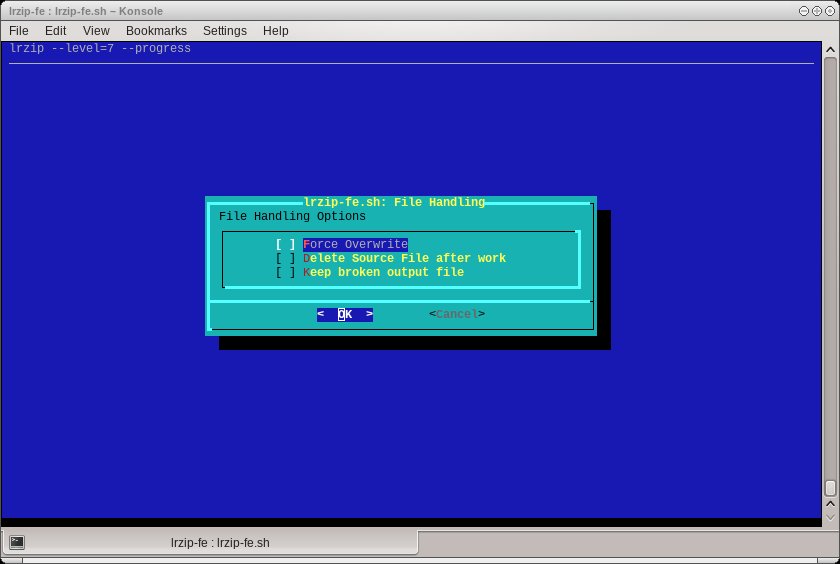 lrzip-fe : lrzip-fe.sh – Konsole
File Edit View Bookmarks Settings Help
lrzip --level=7 --progress
lrzip-fe.sh: File Handling
File Handling Options
[ ] Force Overwrite
[ ] Delete Source File after work
[ ] Keep broken output file
<  OK  > <Cancel>
lrzip-fe : lrzip-fe.sh